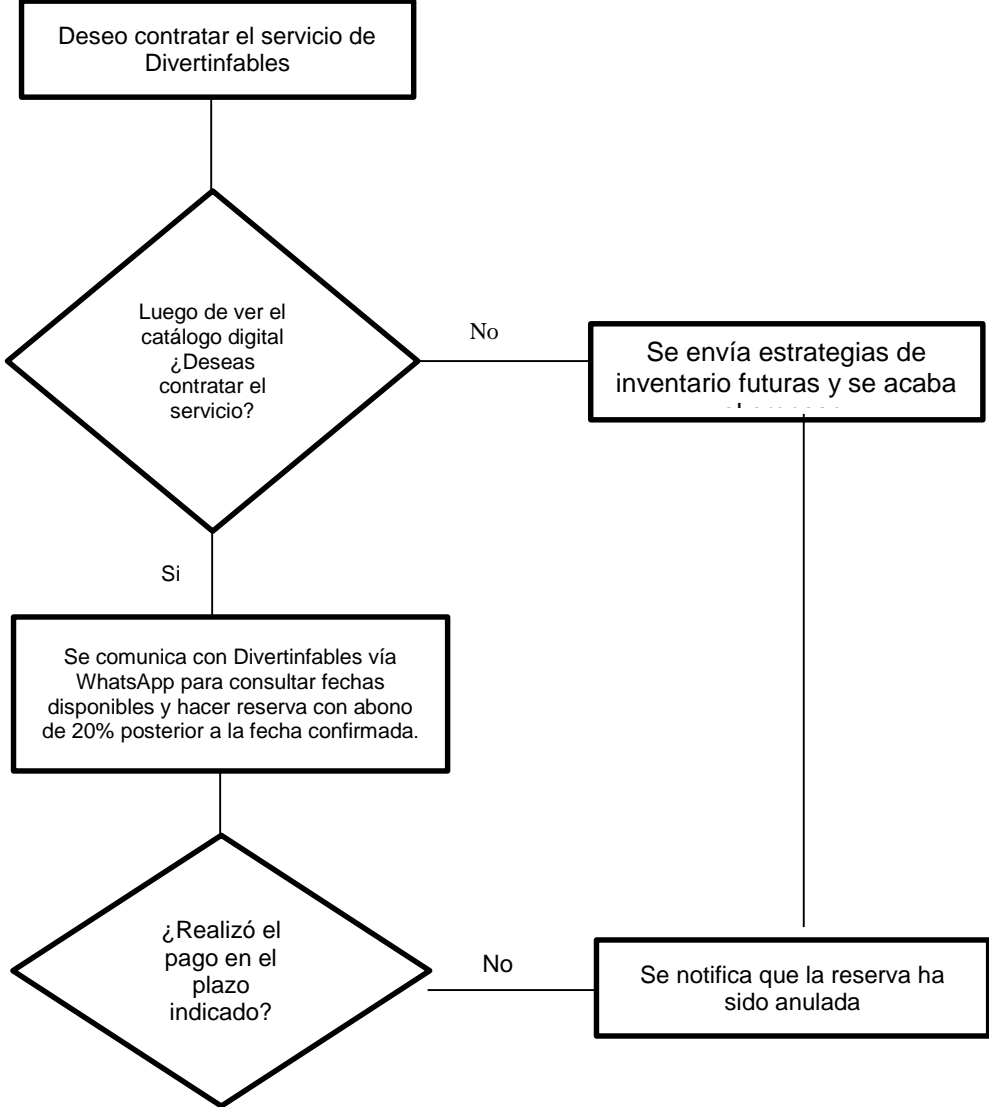 Deseo contratar el servicio de
Divertinfables
Luego de ver el
catálogo digital
¿Deseas
contratar el
servicio?
No
Se envía estrategias de
inventario futuras y se acaba
Si
Se comunica con Divertinfables vía
WhatsApp para consultar fechas
disponibles y hacer reserva con abono
de 20% posterior a la fecha confirmada.
¿Realizó el
pago en el
plazo
indicado?
No
Se notifica que la reserva ha
sido anulada